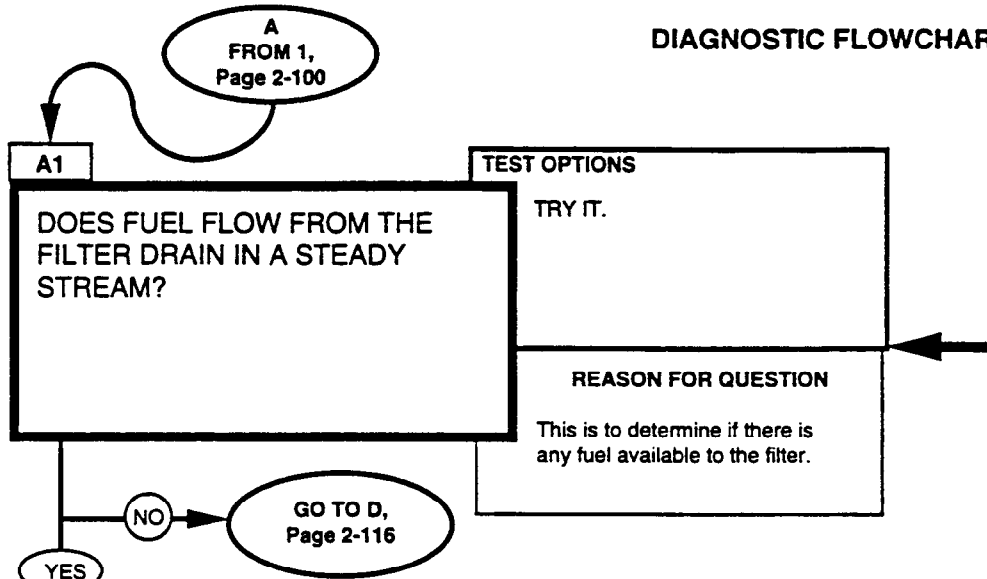 A
FROM 1,
Page 2-100
DIAGNOSTIC FLOWCHAR
A1
DOES FUEL FLOW FROM THE
FILTER DRAIN IN A STEADY
STREAM?
TEST OPTIONS
TRY IT.
REASON FOR QUESTION
This is to determine if there is
any fuel available to the filter.
NO
GO TO D,
Page 2-116
YES